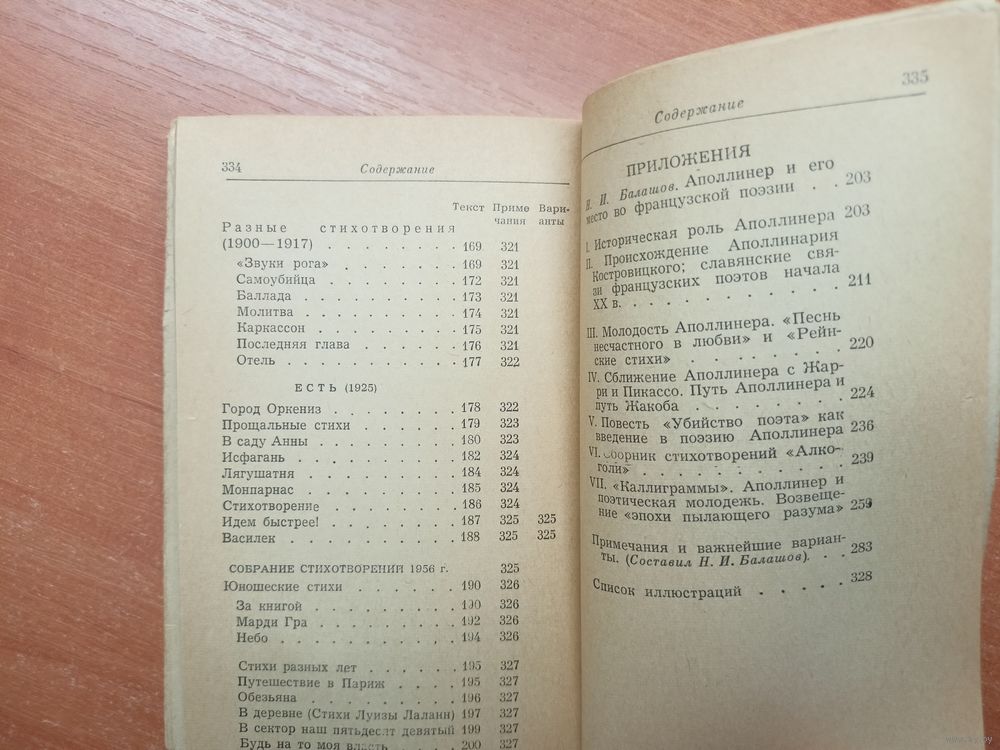 334 Содержание
Текст Приме Вари-
чания анты
Разные стихотворения
(1900—1917) . . . . . . . . 169 321
«Звуки рога» . . . . . . . 169 321
Самоубийца . . . . . . . . 172 321
Баллада . . . . . . . . . . 173 321
Молитва . . . . . . . . . . 174 321
Каркассон . . . . . . . . . 175 321
Последняя глава . . . . . . 176 321
Отель . . . . . . . . . . . 177 322
ЕСТЬ (1925)
Город Оркениз . . . . . . . 178 322
Прощальные стихи . . . . . 179 323
В саду Анны . . . . . . . . 180 323
Исфагань . . . . . . . . . . 182 324
Лягушатня . . . . . . . . . 184 324
Монпарнас . . . . . . . . . 185 324
Стихотворение . . . . . . . 186 324
Идем быстрее! . . . . . . . 187 325 325
Василек . . . . . . . . . . 188 325 325
СОБРАНИЕ СТИХОТВОРЕНИЙ 1956 г. 325
Юношеские стихи . . . . . . 190 326
За книгой . . . . . . . . . 190 326
Марди Гра . . . . . . . . . 192 326
Небо . . . . . . . . . . . . 194 326
Стихи разных лет . . . . . . 195 327
Путешествие в Париж . . . . 195 327
Обезьяна . . . . . . . . . . 196 327
В деревне (Стихи Луизы Лаланн) 197 327
В сектор наш пятьдесят девятый 199 327
Будь на то моя власть . . . . 200 327
Содержание 335
ПРИЛОЖЕНИЯ
Н. И. Балашов. Аполлинер и его
место во французской поэзии . . 203
I. Историческая роль Аполлинера 203
II. Происхождение Аполлинария
Костровицкого; славянские свя-
зи французских поэтов начала
XX в. . . . . . . . . . . . 211
III. Молодость Аполлинера. «Песнь
несчастного в любви» и «Рейн-
ские стихи» . . . . . . . . 220
IV. Сближение Аполлинера с Жар-
ри и Пикассо. Путь Аполлинера и
путь Жакоба . . . . . . . . 224
V. Повесть «Убийство поэта» как
введение в поэзию Аполлинера 236
VI. Сборник стихотворений «Алко-
голи» . . . . . . . . . . . 239
VII. «Каллиграммы». Аполлинер и
поэтическая молодежь. Возвеще-
ние «эпохи пылающего разума» 259
Примечания и важнейшие вариан-
ты. (Составил Н. И. Балашов). . . 283
Список иллюстраций . . . . . 328